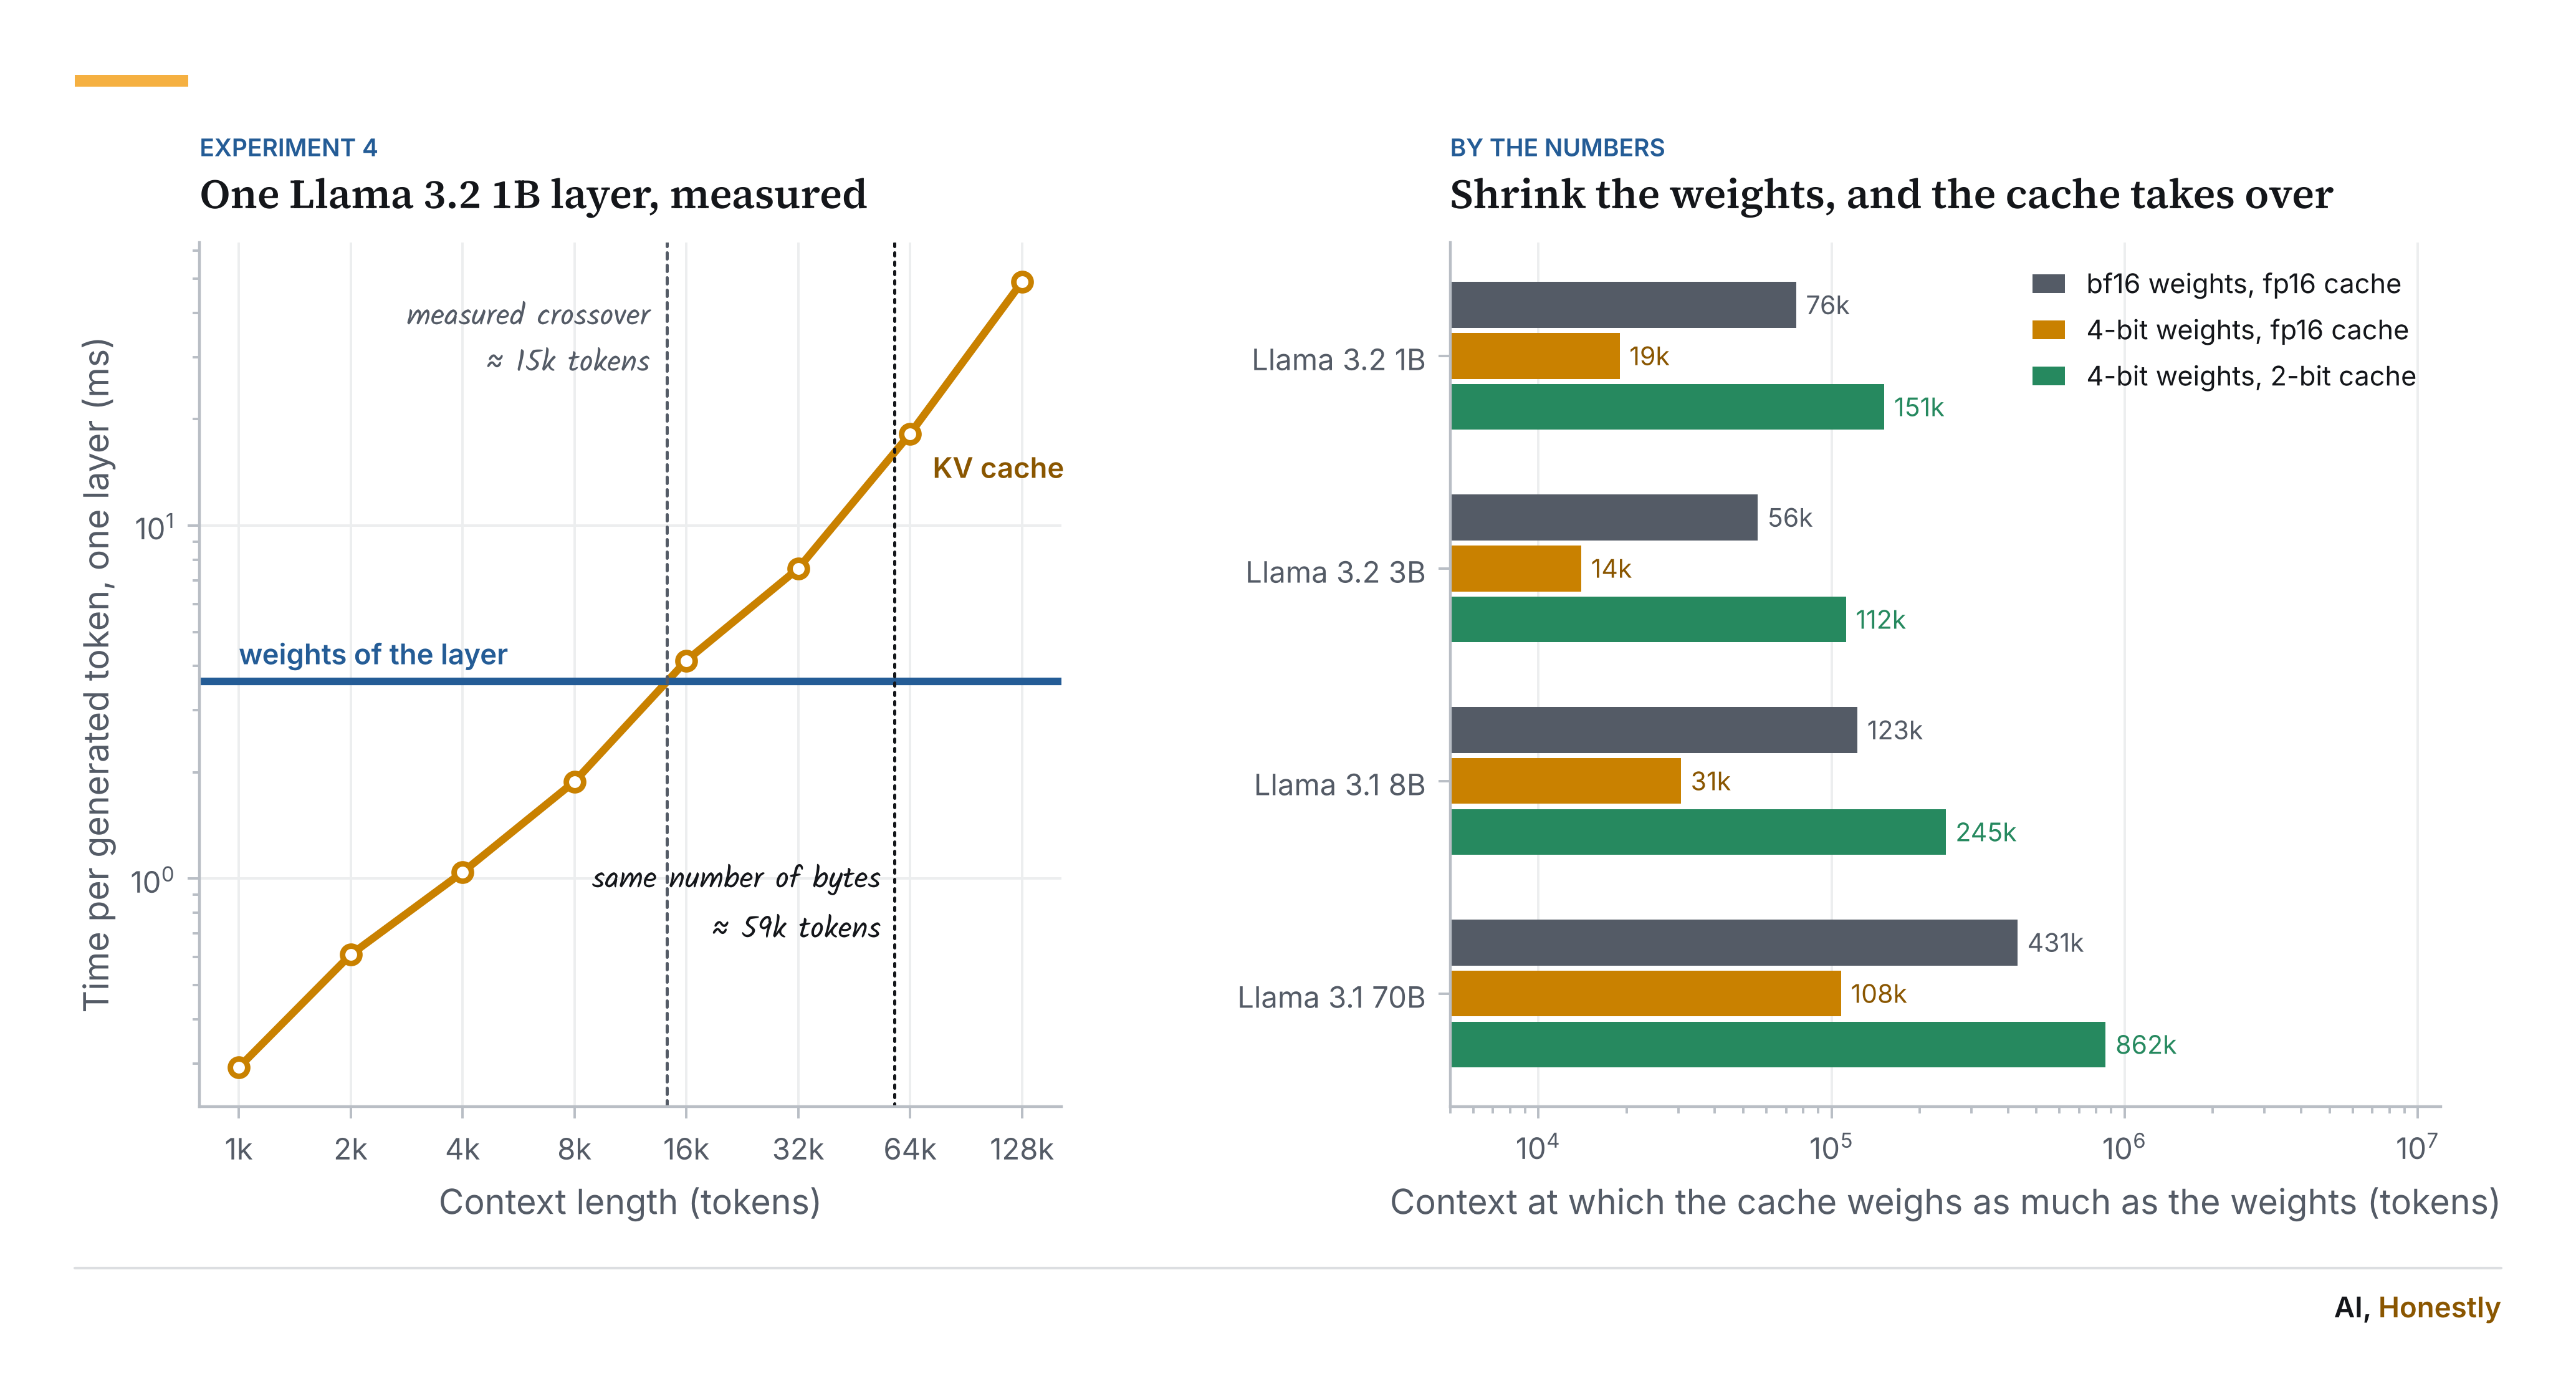 EXPERIMENT 4
One Llama 3.2 1B layer, measured
Time per generated token, one layer (ms)
10¹
10⁰
measured crossover
≈ 15k tokens
KV cache
weights of the layer
same number of bytes
≈ 59k tokens
1k 2k 4k 8k 16k 32k 64k 128k
Context length (tokens)
BY THE NUMBERS
Shrink the weights, and the cache takes over
bf16 weights, fp16 cache
4-bit weights, fp16 cache
4-bit weights, 2-bit cache
Llama 3.2 1B
76k
19k
151k
Llama 3.2 3B
56k
14k
112k
Llama 3.1 8B
123k
31k
245k
Llama 3.1 70B
431k
108k
862k
10⁴ 10⁵ 10⁶ 10⁷
Context at which the cache weighs as much as the weights (tokens)
AI, Honestly